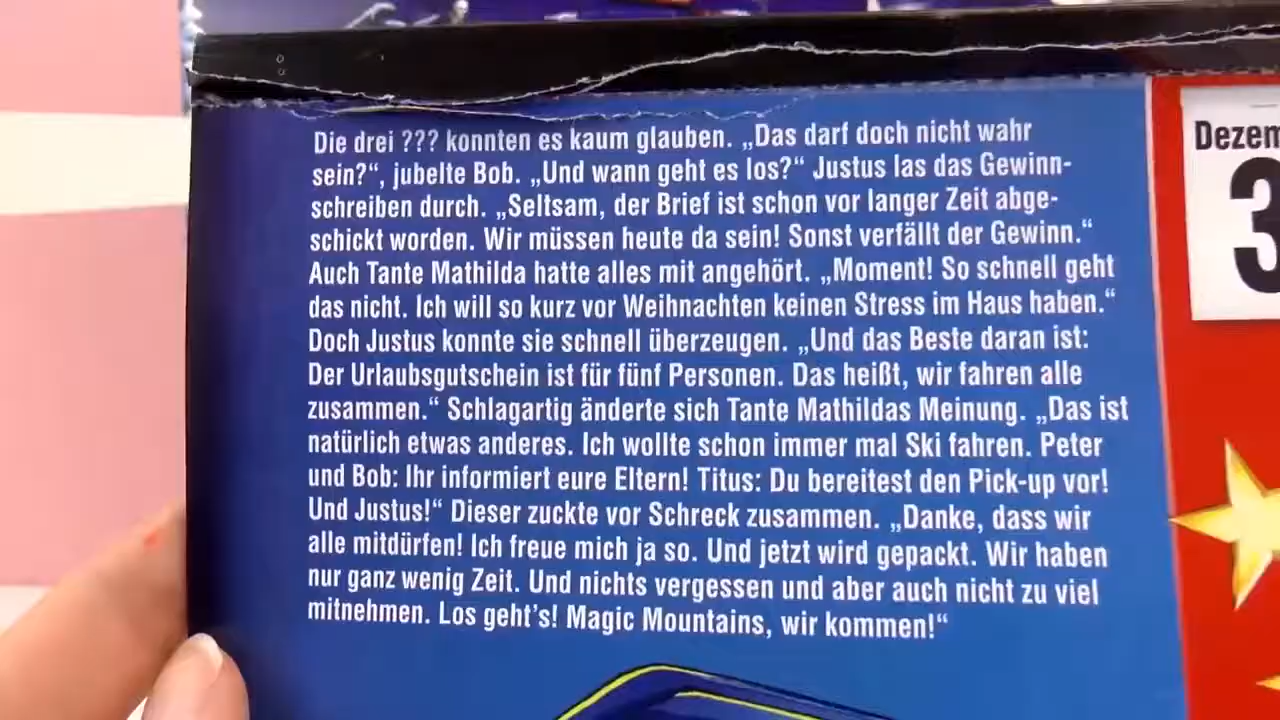 Die drei ??? konnten es kaum glauben. „Das darf doch nicht wahr
sein?“, jubelte Bob. „Und wann geht es los?“ Justus las das Gewinn-
schreiben durch. „Seltsam, der Brief ist schon vor langer Zeit abge-
schickt worden. Wir müssen heute da sein! Sonst verfällt der Gewinn.“
Auch Tante Mathilda hatte alles mit angehört. „Moment! So schnell geht
das nicht. Ich will so kurz vor Weihnachten keinen Stress im Haus haben.“
Doch Justus konnte sie schnell überzeugen. „Und das Beste daran ist:
Der Urlaubsgutschein ist für fünf Personen. Das heißt, wir fahren alle
zusammen.“ Schlagartig änderte sich Tante Mathildas Meinung. „Das ist
natürlich etwas anderes. Ich wollte schon immer mal Ski fahren. Peter
und Bob: Ihr informiert eure Eltern! Titus: Du bereitest den Pick-up vor!
Und Justus!“ Dieser zuckte vor Schreck zusammen. „Danke, dass wir
alle mitdürfen! Ich freue mich ja so. Und jetzt wird gepackt. Wir haben
nur ganz wenig Zeit. Und nichts vergessen und aber auch nicht zu viel
mitnehmen. Los geht’s! Magic Mountains, wir kommen!“
Dezem
3